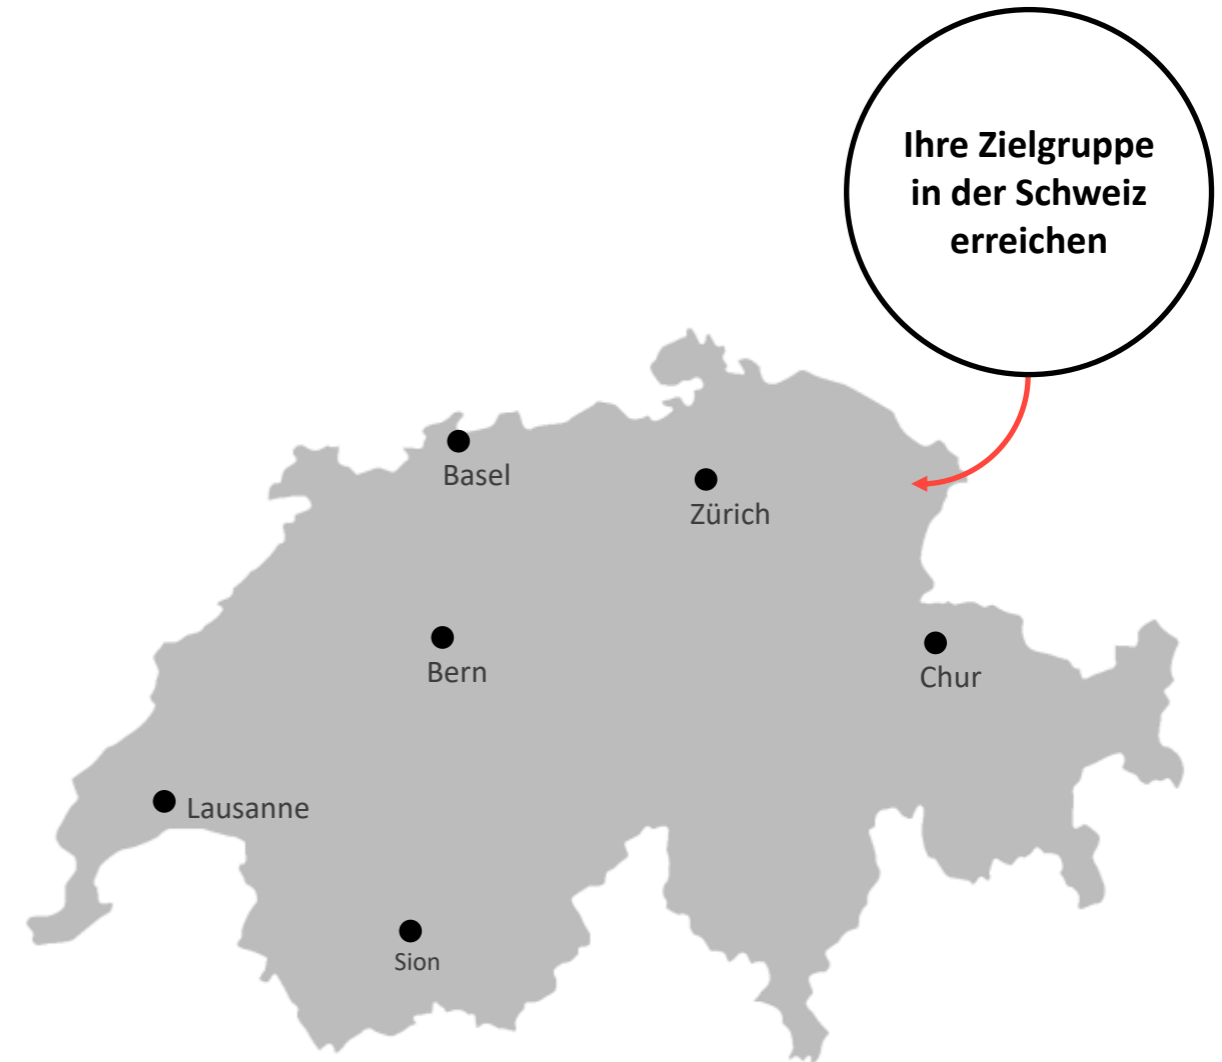 Ihre Zielgruppe
in der Schweiz
erreichen
Basel
Zürich
Bern
Chur
Lausanne
Sion